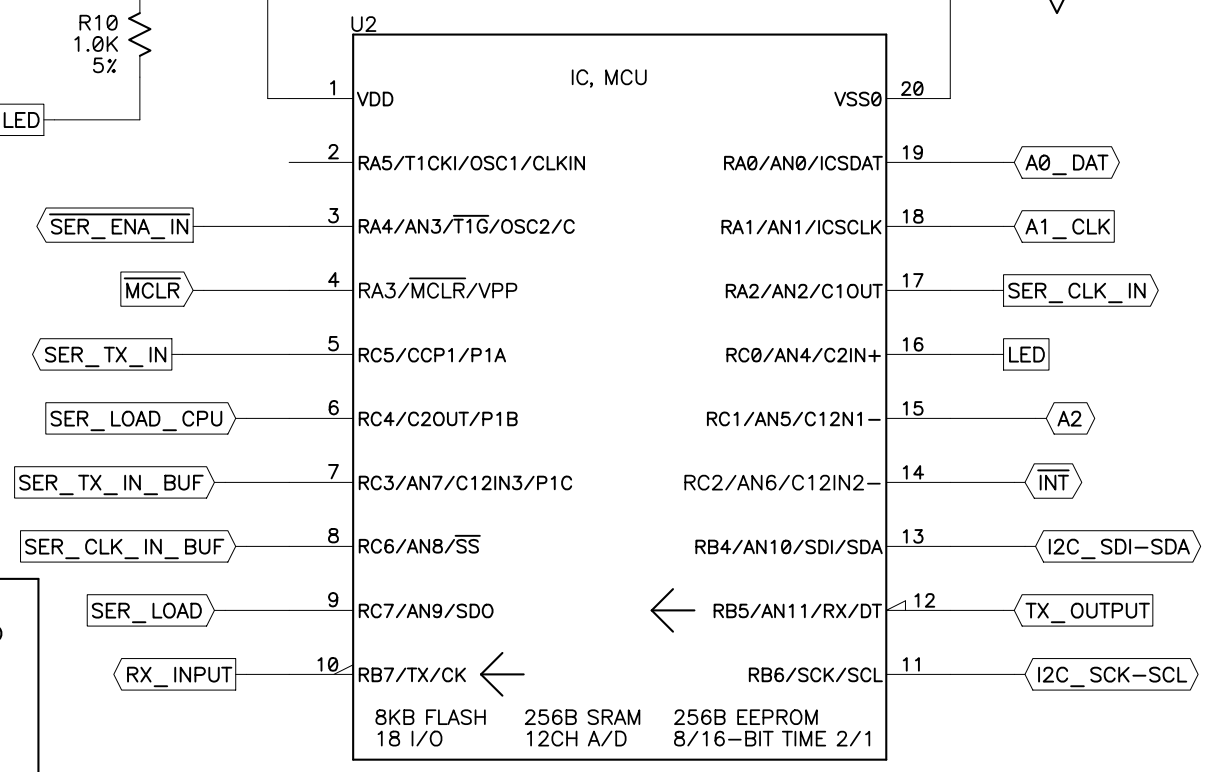 R10
1.0K
5%
LED
U2
IC, MCU
1 VDD
VSS0 20
2 RA5/T1CKI/OSC1/CLKIN
RA0/AN0/ICSDAT 19 A0_DAT
SER_ENA_IN 3 RA4/AN3/T1G/OSC2/C
RA1/AN1/ICSCLK 18 A1_CLK
MCLR 4 RA3/MCLR/VPP
RA2/AN2/C1OUT 17 SER_CLK_IN
SER_TX_IN 5 RC5/CCP1/P1A
RC0/AN4/C2IN+ 16 LED
SER_LOAD_CPU 6 RC4/C2OUT/P1B
RC1/AN5/C12N1- 15 A2
SER_TX_IN_BUF 7 RC3/AN7/C12IN3/P1C
RC2/AN6/C12IN2- 14 INT
SER_CLK_IN_BUF 8 RC6/AN8/SS
RB4/AN10/SDI/SDA 13 I2C_SDI-SDA
SER_LOAD 9 RC7/AN9/SDO
RB5/AN11/RX/DT 12 TX_OUTPUT
RX_INPUT 10 RB7/TX/CK
RB6/SCK/SCL 11 I2C_SCK-SCL
8KB FLASH 256B SRAM 256B EEPROM
18 I/O 12CH A/D 8/16-BIT TIME 2/1